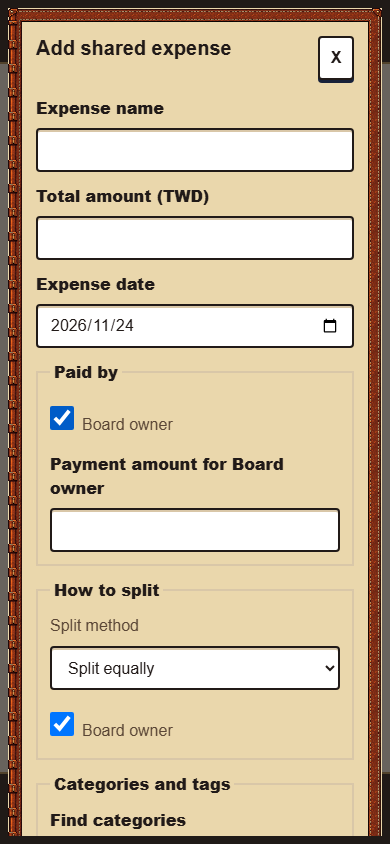 Add shared expense
X
Expense name
Total amount (TWD)
Expense date
2026/11/24
Paid by
Board owner
Payment amount for Board
owner
How to split
Split method
Split equally
Board owner
Categories and tags
Find categories